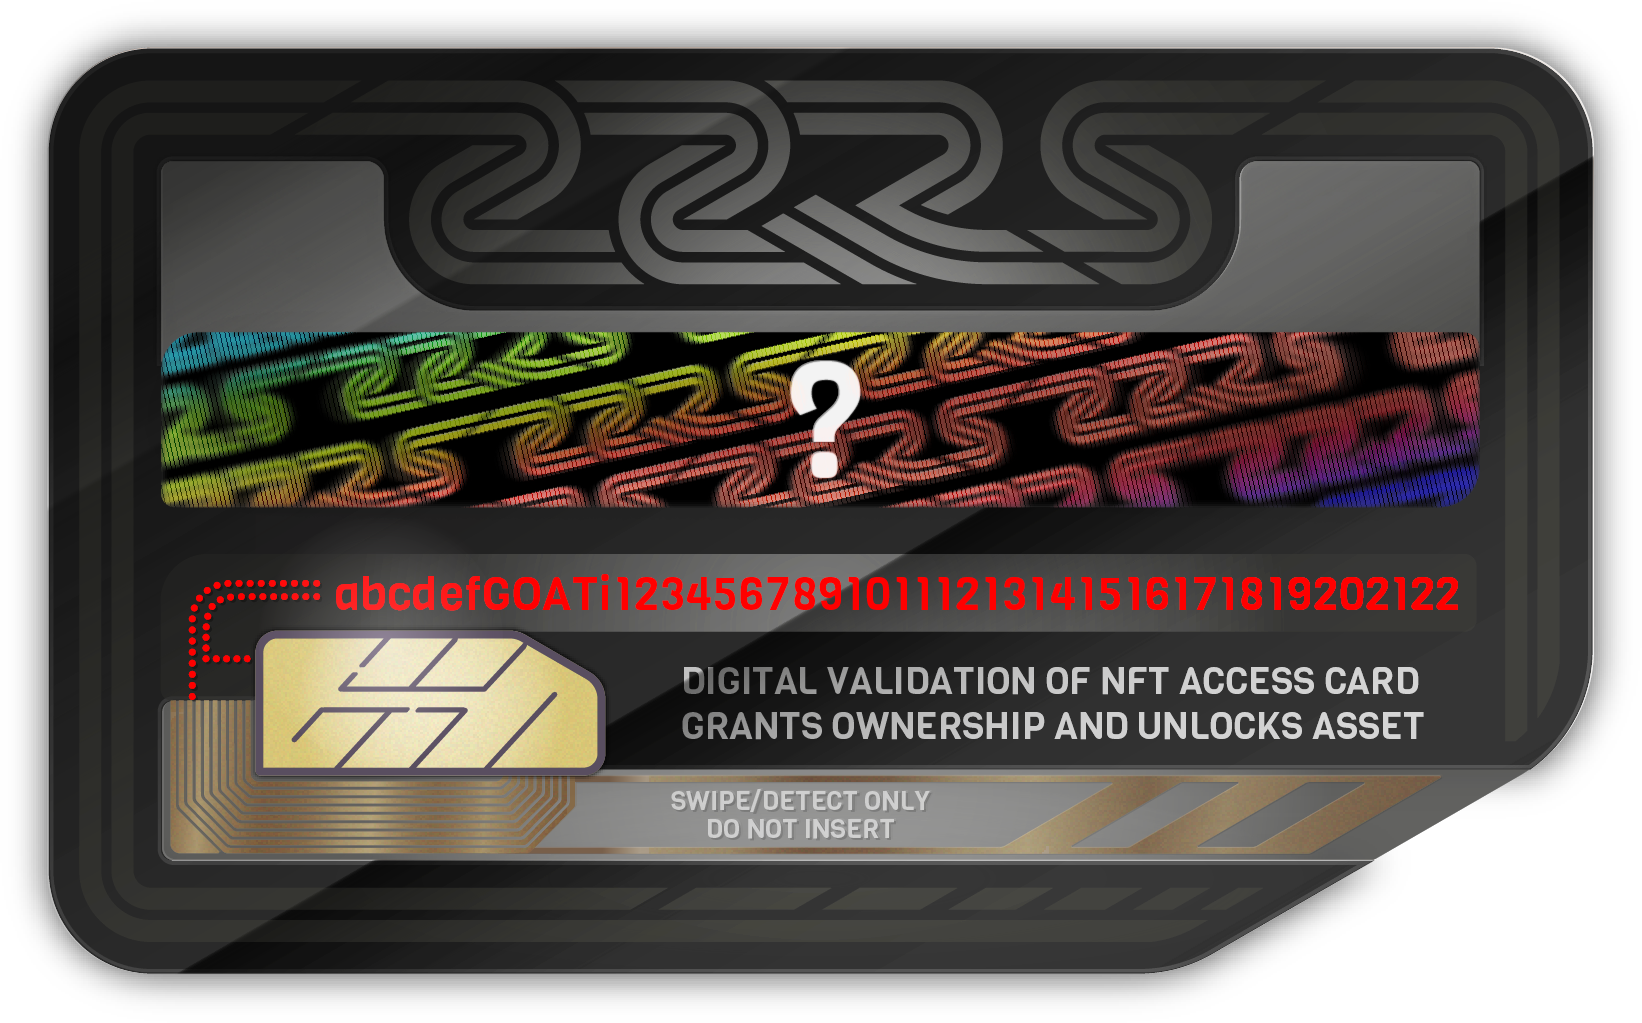 ?
abcdefGOATi12345678910111213141516171819202122
DIGITAL VALIDATION OF NFT ACCESS CARD
GRANTS OWNERSHIP AND UNLOCKS ASSET
SWIPE/DETECT ONLY
DO NOT INSERT